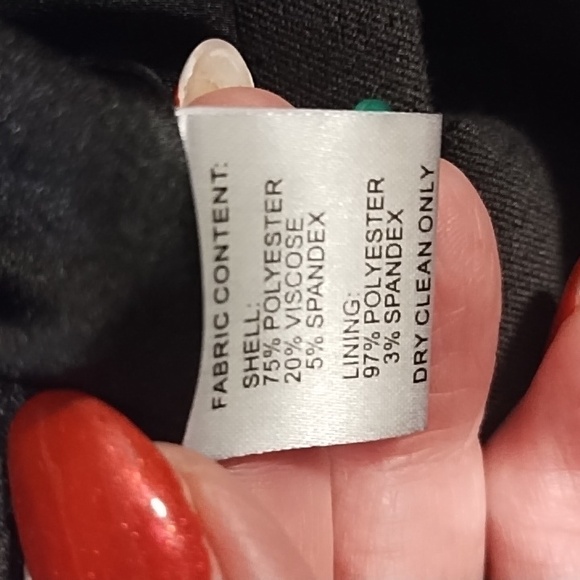 FABRIC CONTENT:
SHELL:
75% POLYESTER
20% VISCOSE
5% SPANDEX
LINING:
97% POLYESTER
3% SPANDEX
DRY CLEAN ONLY